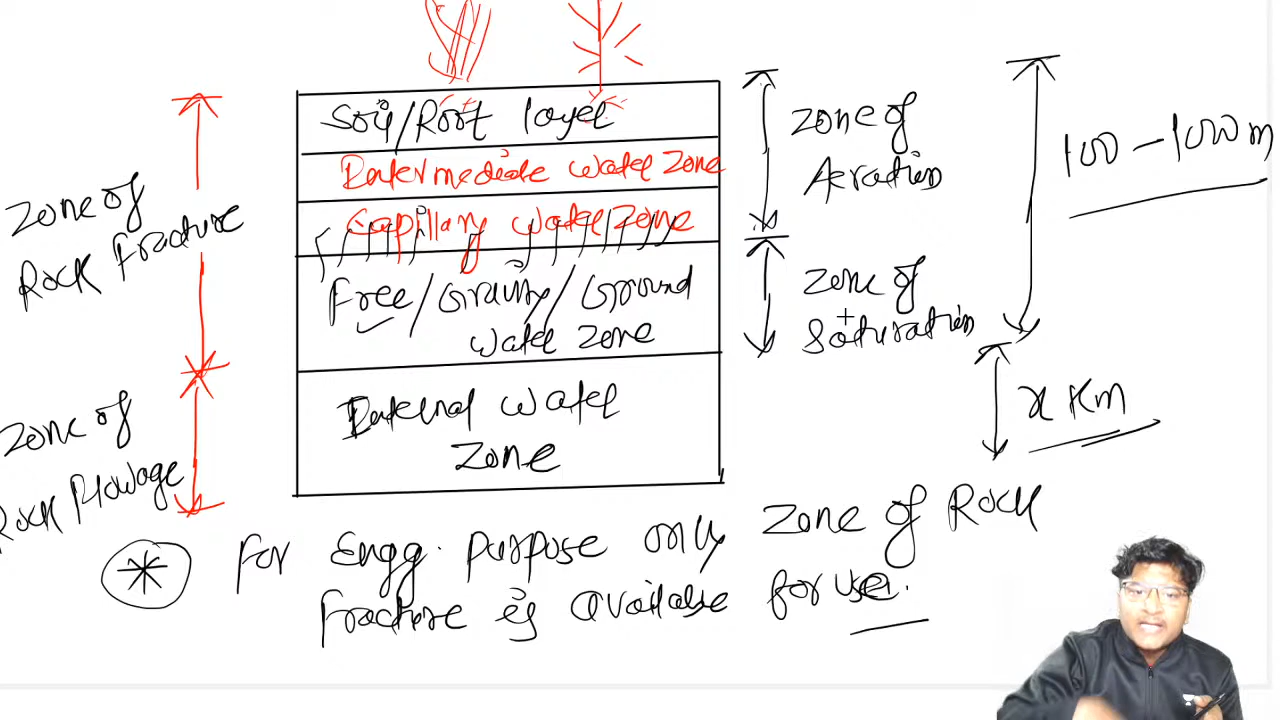 Soil/Root layer
Intermediate water zone
Capillary water zone
Free/Gravity/Ground
water zone
Internal water
zone
zone of
Rock fracture
zone of
Rock flowage
zone of
Aeration
zone of
Saturation
100 - 1000 m
x km
* For Engg. purpose only zone of Rock
fracture is available for use.